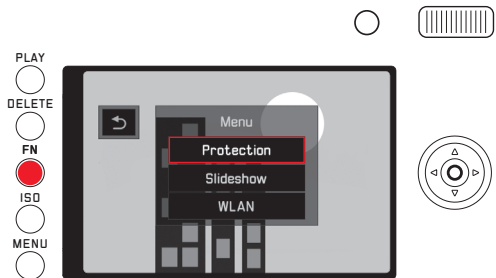 PLAY
DELETE
FN
ISO
MENU
Menu
Protection
Slideshow
WLAN